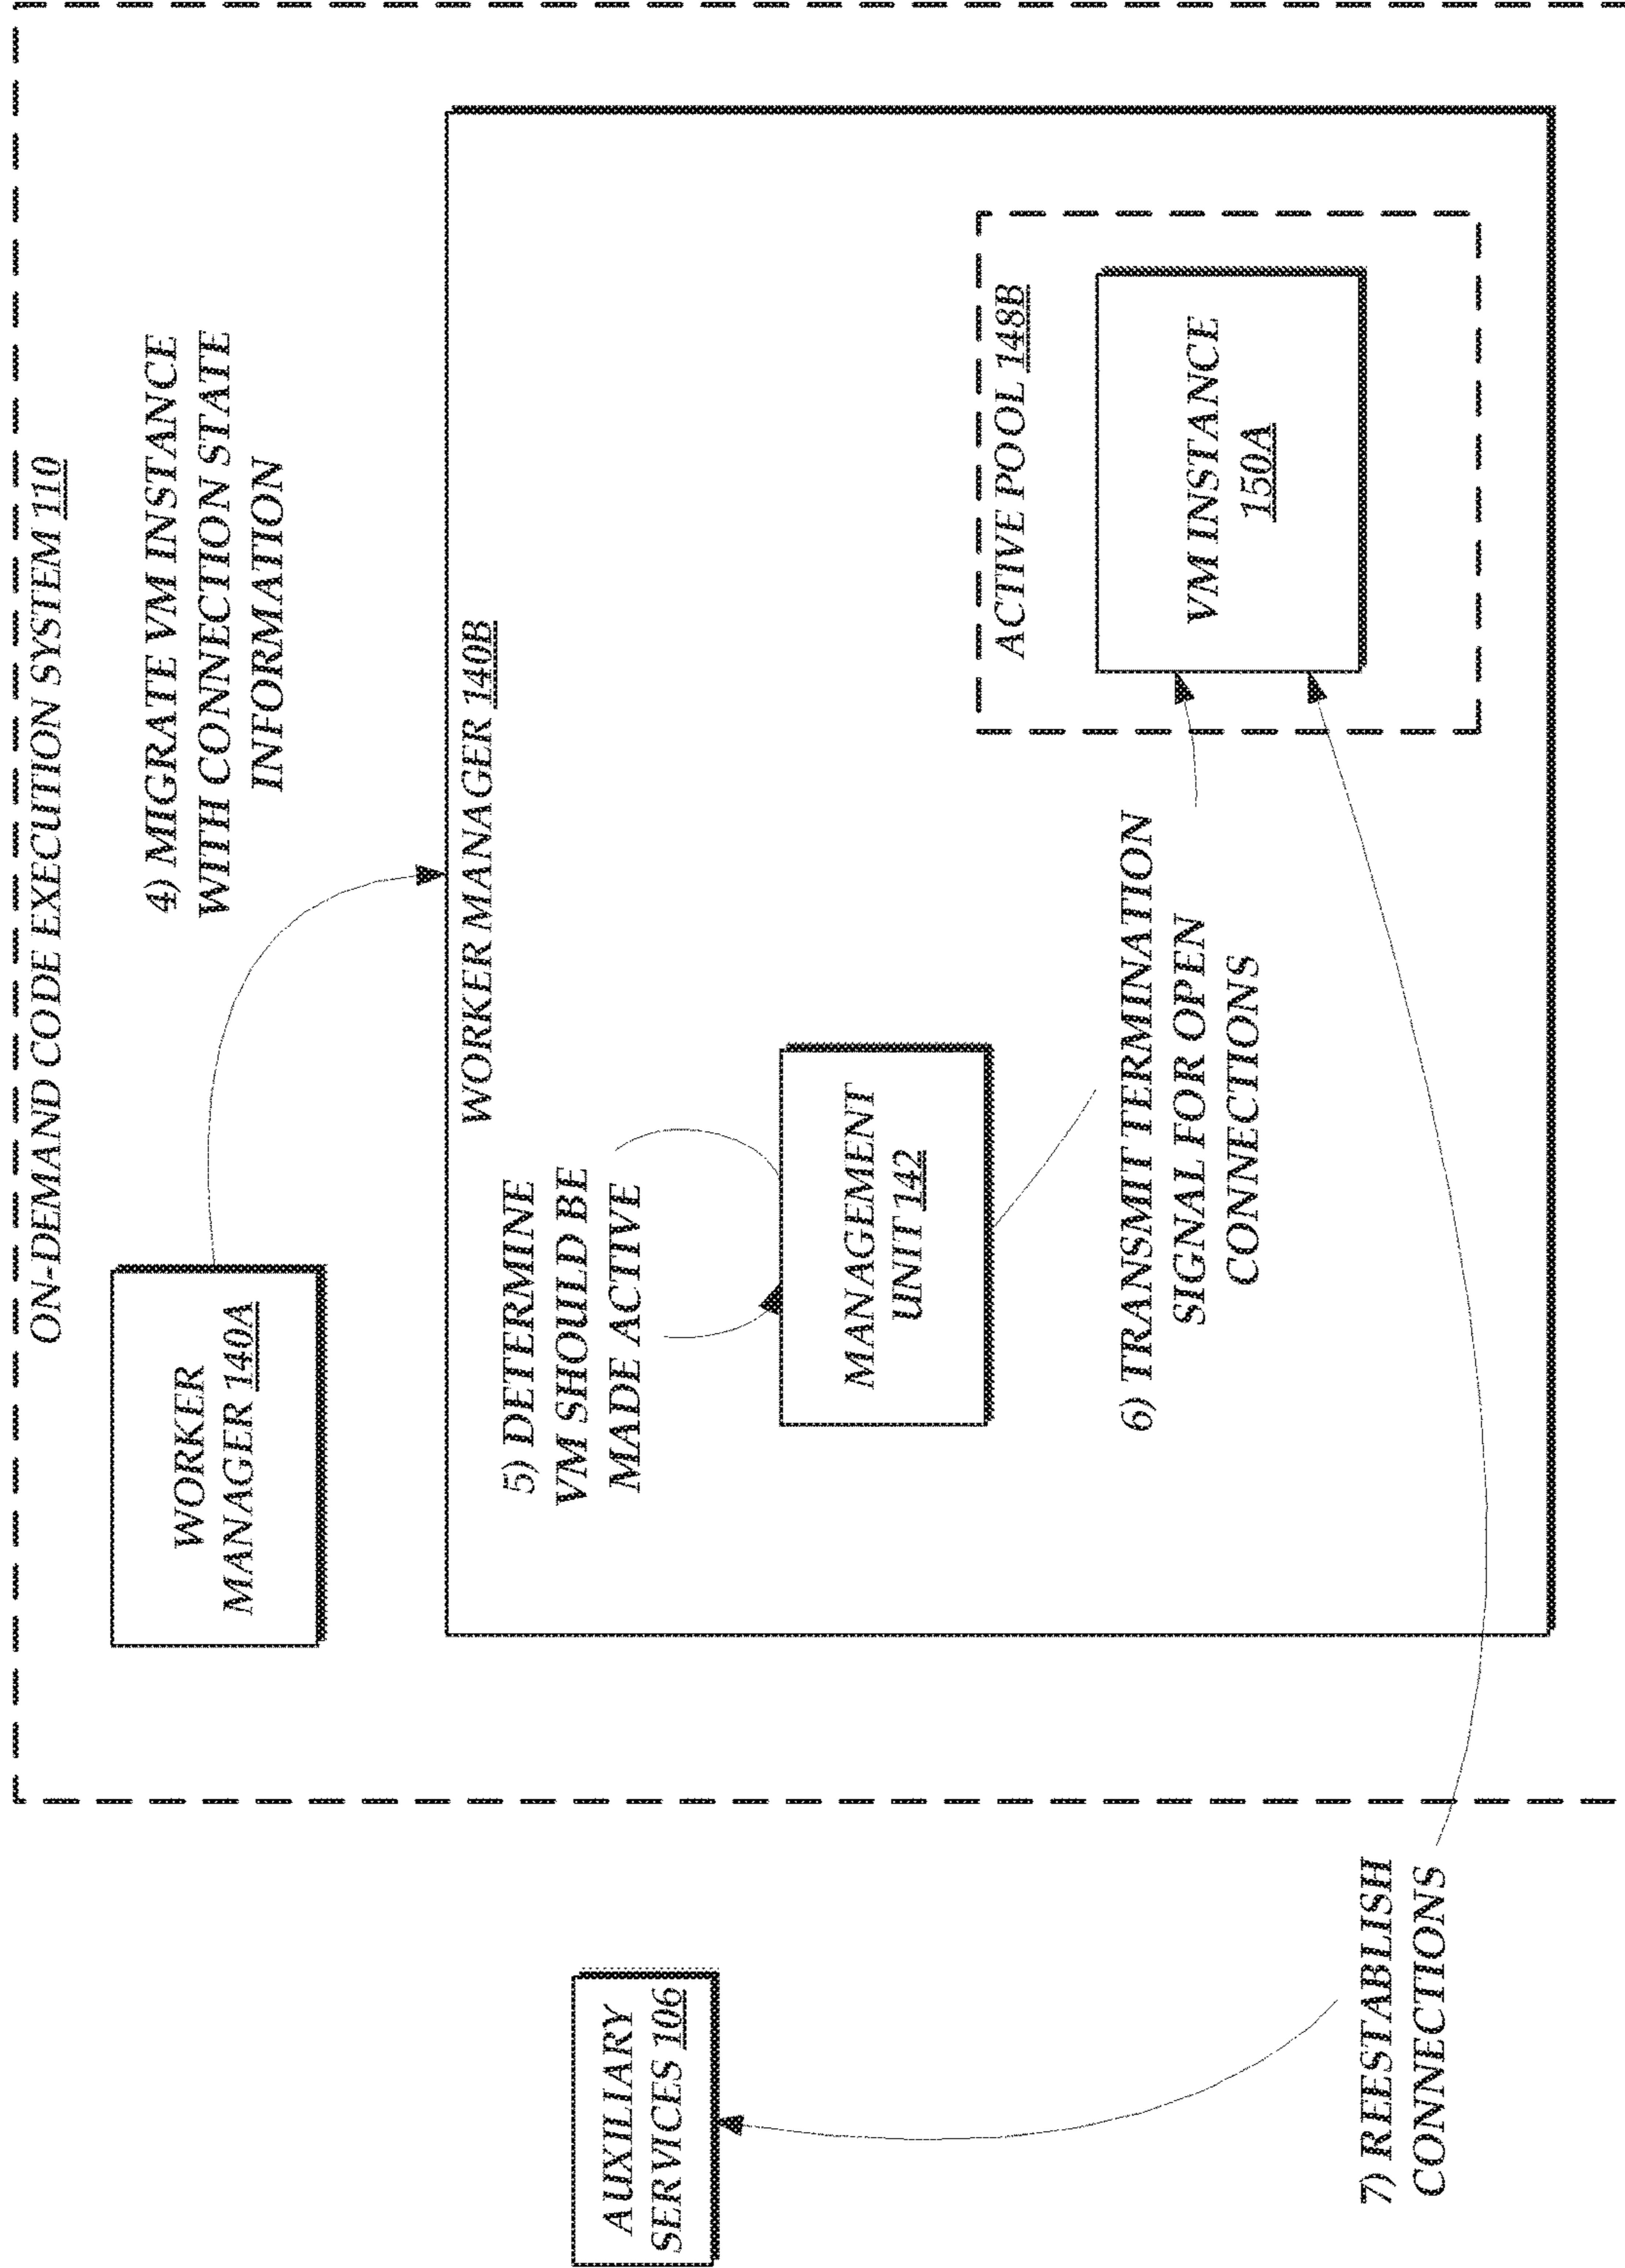 ON-DEMAND CODE EXECUTION SYSTEM 110
WORKER
MANAGER 140A
4) MIGRATE VM INSTANCE
WITH CONNECTION STATE
INFORMATION
WORKER MANAGER 140B
5) DETERMINE
VM SHOULD BE
MADE ACTIVE
MANAGEMENT
UNIT 142
ACTIVE POOL 148B
VM INSTANCE
150A
6) TRANSMIT TERMINATION
SIGNAL FOR OPEN
CONNECTIONS
AUXILIARY
SERVICES 106
7) REESTABLISH
CONNECTIONS